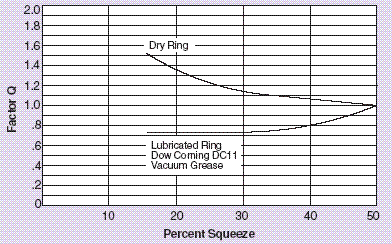 2.0
1.8
1.6
1.4
1.2
1.0
.8
.6
.4
.2
0
Factor Q
Dry Ring
Lubricated Ring
Dow Corning DC11
Vacuum Grease
10 20 30 40 50
Percent Squeeze